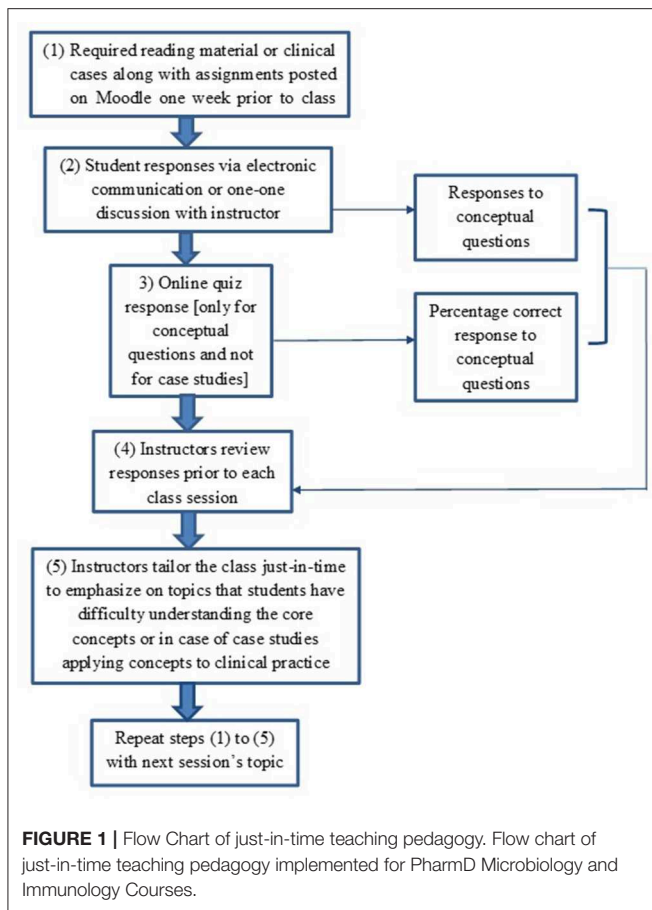 (1) Required reading material or clinical
cases along with assignments posted
on Moodle one week prior to class
(2) Student responses via electronic
communication or one-one
discussion with instructor
Responses to
conceptual
questions
3) Online quiz
response [only for
conceptual
questions and not
for case studies]
Percentage correct
response to
conceptual
questions
(4) Instructors review
responses prior to each
class session
(5) Instructors tailor the class just-in-time
to emphasize on topics that students have
difficulty understanding the core
concepts or in case of case studies
applying concepts to clinical practice
Repeat steps (1) to (5)
with next session's topic
FIGURE 1 | Flow Chart of just-in-time teaching pedagogy. Flow chart of
just-in-time teaching pedagogy implemented for PharmD Microbiology and
Immunology Courses.